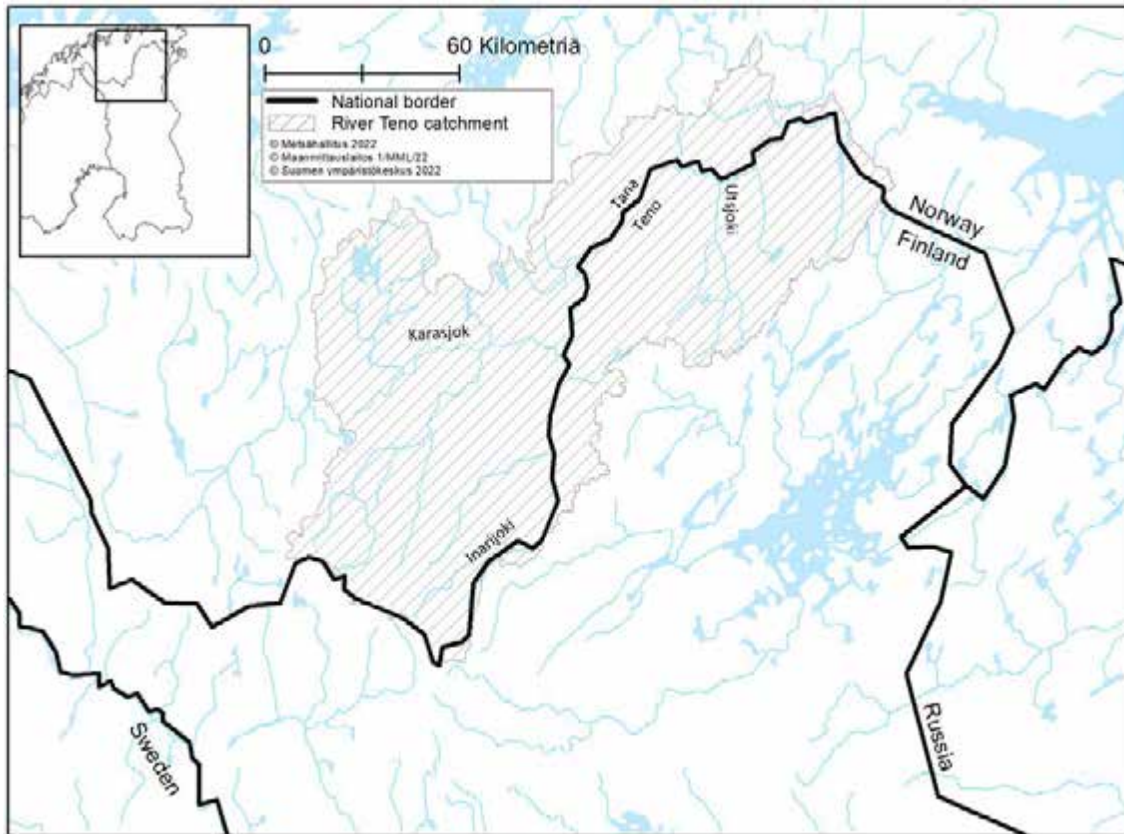 0 60 Kilometriä
National border
River Teno catchment
© Metsähallitus 2022
© Maanmittauslaitos 1/MML/22
© Suomen ympäristökeskus 2022
Tana
Teno
Utsjoki
Norway
Finland
Karasjok
Inarijoki
Sweden
Russia